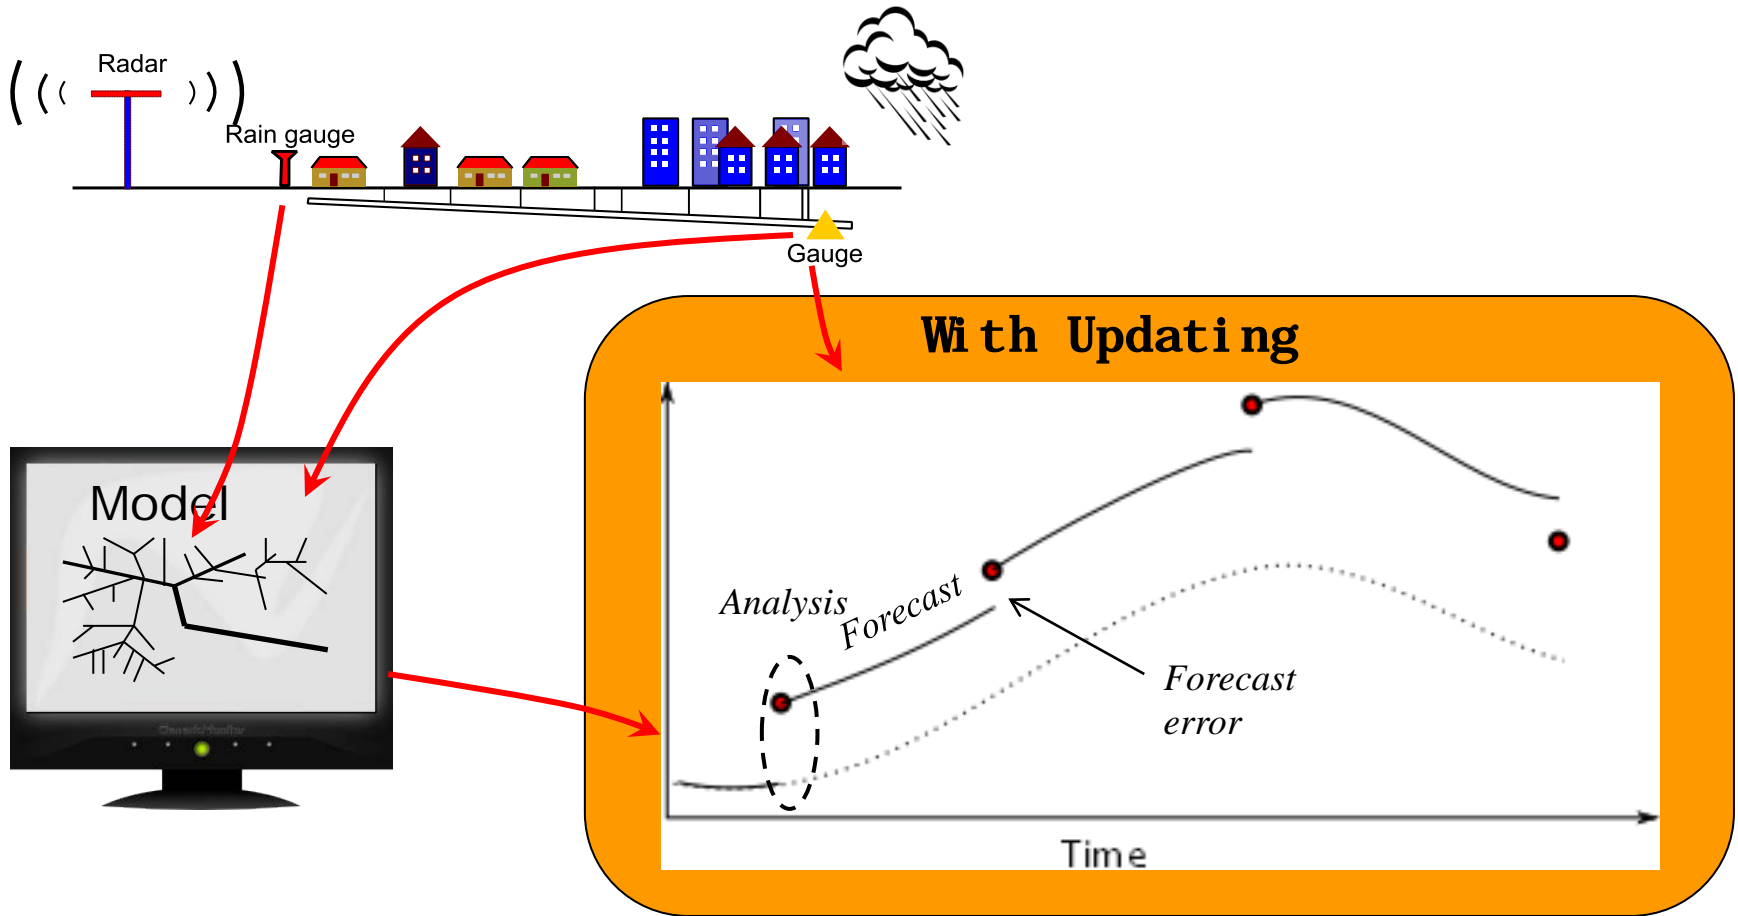 Radar
Rain gauge
Gauge
With Updating
Model
Analysis
Forecast
Forecast
error
Time